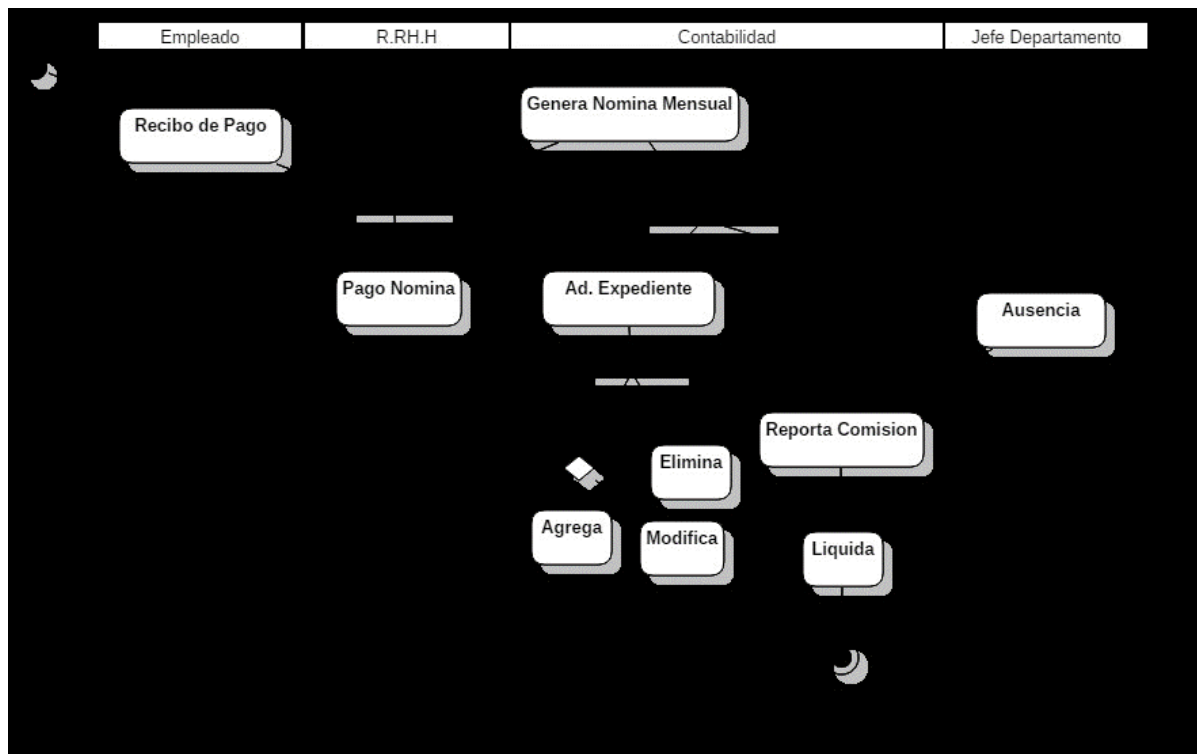 Empleado
R.RH.H
Contabilidad
Jefe Departamento
Genera Nomina Mensual
Recibo de Pago
Pago Nomina
Ad. Expediente
Ausencia
Reporta Comision
Elimina
Agrega
Modifica
Liquida